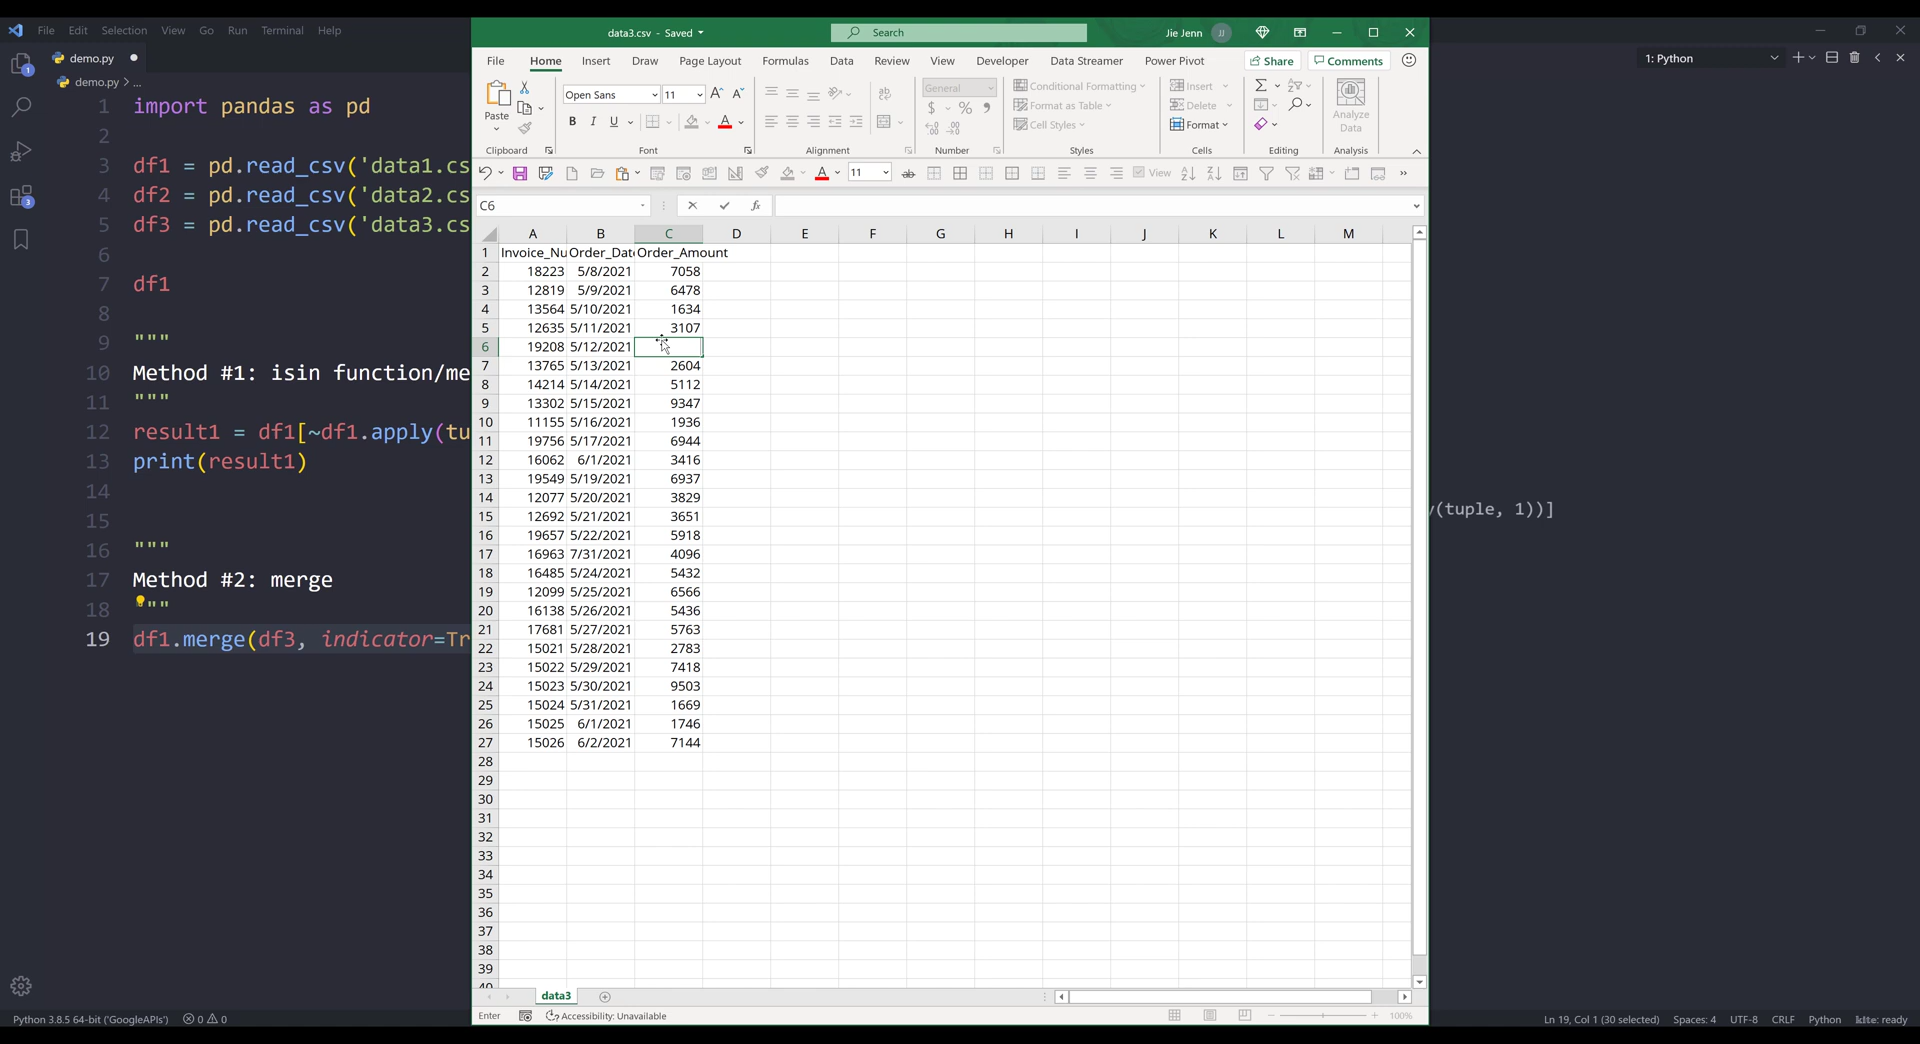 File Edit Selection View Go Run Terminal Help
demo.py
demo.py > ...
1 import pandas as pd
2
3 df1 = pd.read_csv('data1.cs
4 df2 = pd.read_csv('data2.cs
5 df3 = pd.read_csv('data3.cs
6
7 df1
8
9 """
10 Method #1: isin function/me
11 """
12 result1 = df1[~df1.apply(tu
13 print(result1)
14
15
16 """
17 Method #2: merge
18 """
19 df1.merge(df3, indicator=Tr
data3.csv - Saved
Search
Jie Jenn JJ
File Home Insert Draw Page Layout Formulas Data Review View Developer Data Streamer Power Pivot Share Comments
Paste
Open Sans 11
B I U
General
$ %
Conditional Formatting
Format as Table
Cell Styles
Insert
Delete
Format
Analyze
Data
Clipboard Font Alignment Number Styles Cells Editing Analysis
11 View
C6 fx
A B C D E F G H I J K L M
1 Invoice_Nu Order_Date Order_Amount
2 18223 5/8/2021 7058
3 12819 5/9/2021 6478
4 13564 5/10/2021 1634
5 12635 5/11/2021 3107
6 19208 5/12/2021
7 13765 5/13/2021 2604
8 14214 5/14/2021 5112
9 13302 5/15/2021 9347
10 11155 5/16/2021 1936
11 19756 5/17/2021 6944
12 16062 6/1/2021 3416
13 19549 5/19/2021 6937
14 12077 5/20/2021 3829
15 12692 5/21/2021 3651
16 19657 5/22/2021 5918
17 16963 7/31/2021 4096
18 16485 5/24/2021 5432
19 12099 5/25/2021 6566
20 16138 5/26/2021 5436
21 17681 5/27/2021 5763
22 15021 5/28/2021 2783
23 15022 5/29/2021 7418
24 15023 5/30/2021 9503
25 15024 5/31/2021 1669
26 15025 6/1/2021 1746
27 15026 6/2/2021 7144
28
29
30
31
32
33
34
35
36
37
38
39
40
data3
Enter Accessibility: Unavailable 100%
1: Python
(tuple, 1))]
Python 3.8.5 64-bit ('GoogleAPIs') 0 0
Ln 19, Col 1 (30 selected) Spaces: 4 UTF-8 CRLF Python kite: ready